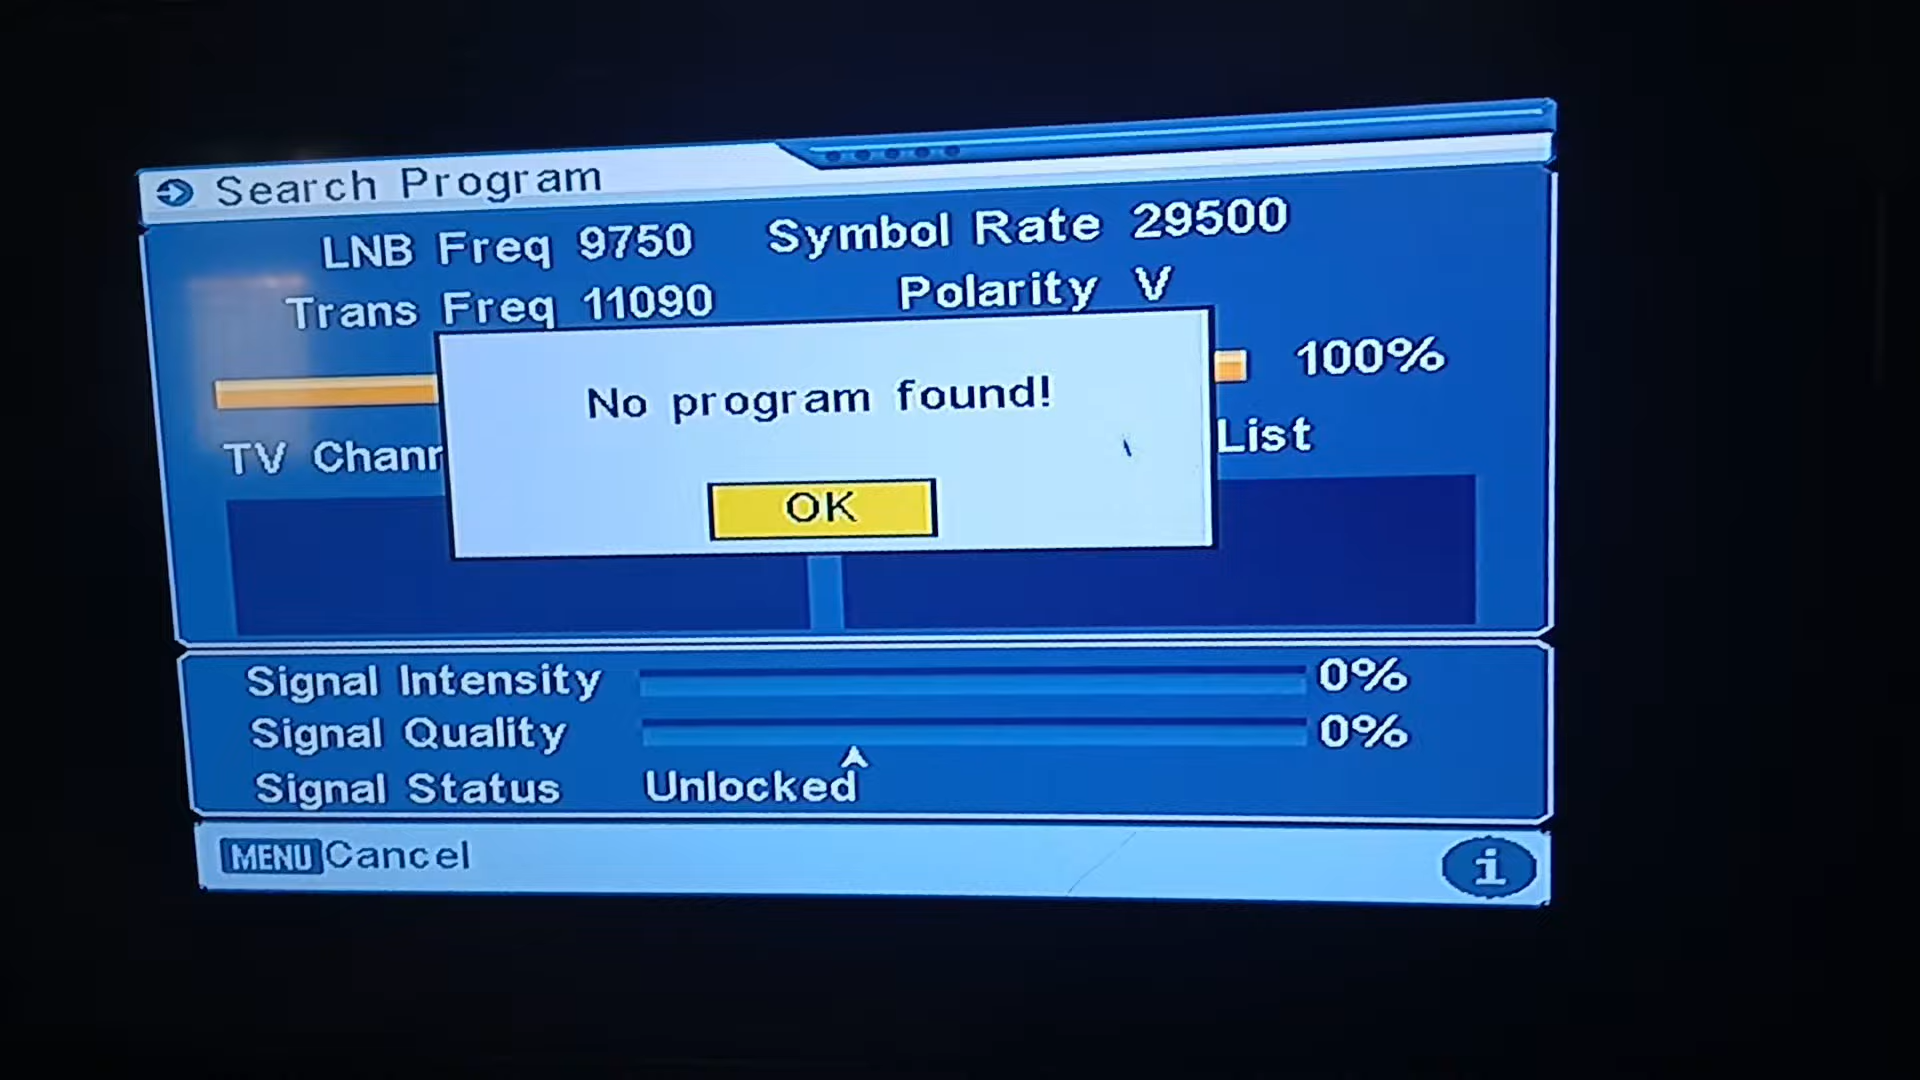 Search Program
LNB Freq 9750 Symbol Rate 29500
Trans Freq 11090 Polarity V
100%
No program found!
TV Chann List
OK
Signal Intensity 0%
Signal Quality 0%
Signal Status Unlocked
MENU Cancel
i